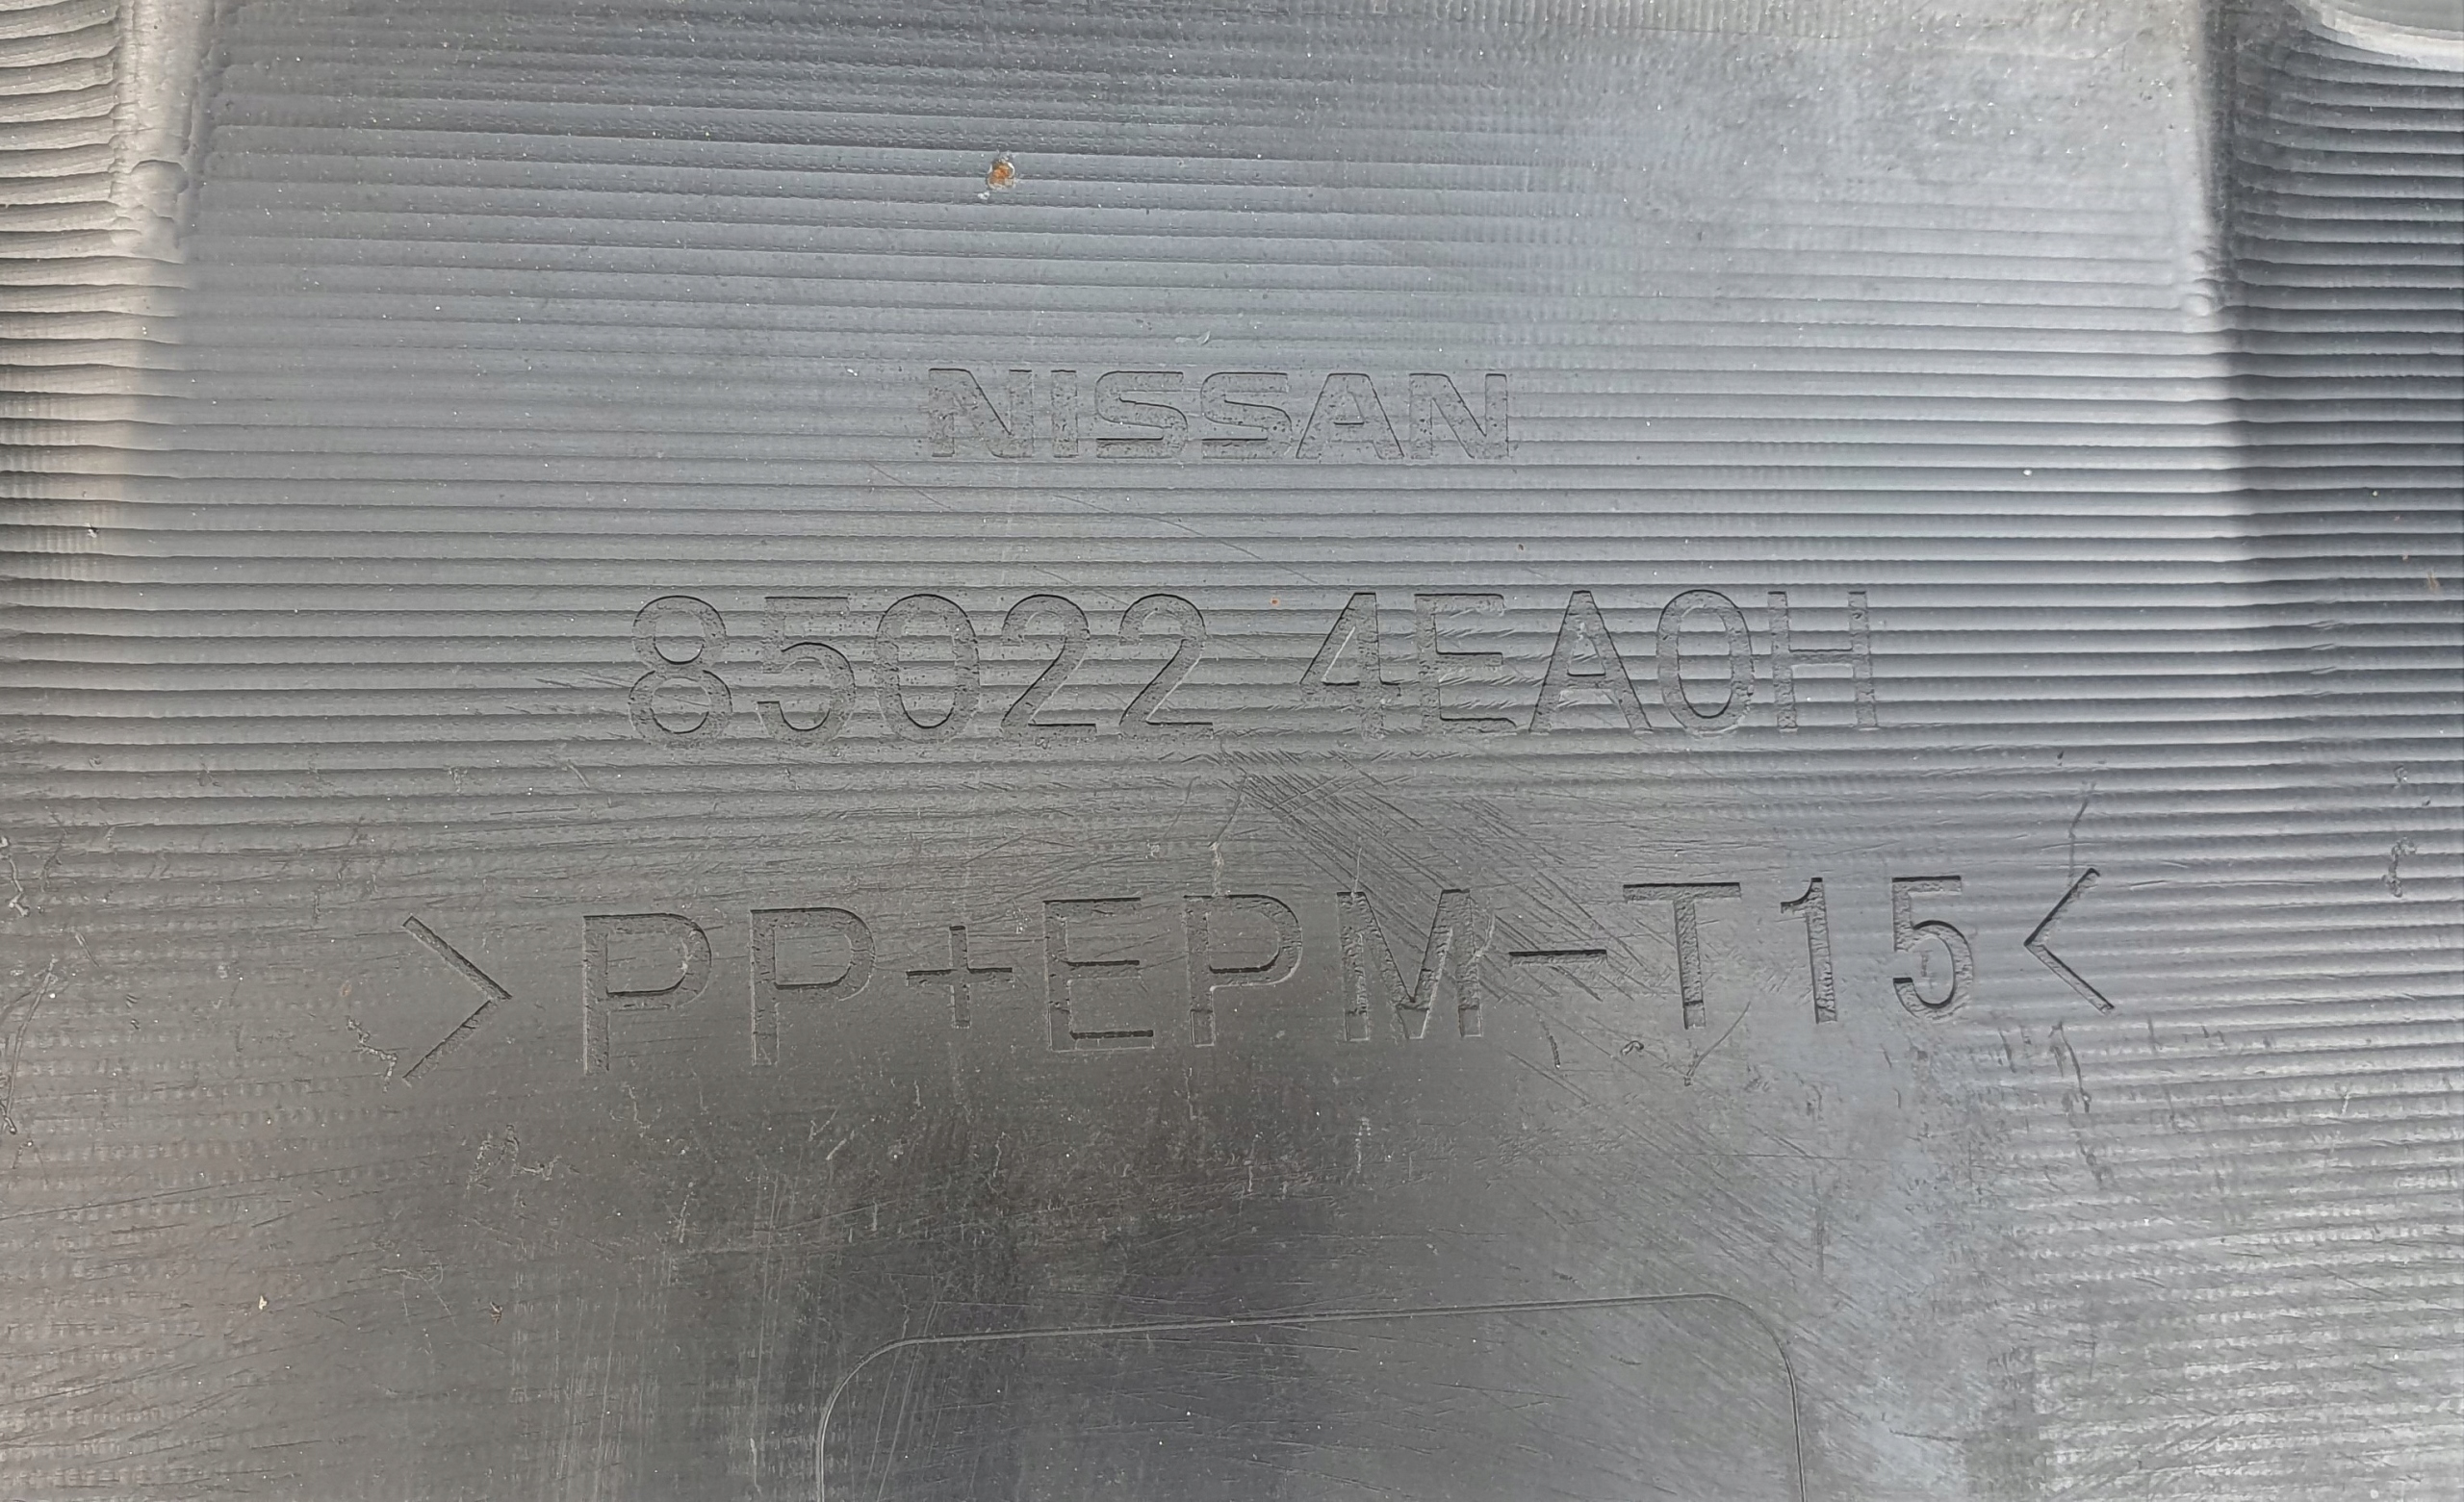 NISSAN
85022 4EA0H
>PP+EPM-T15<